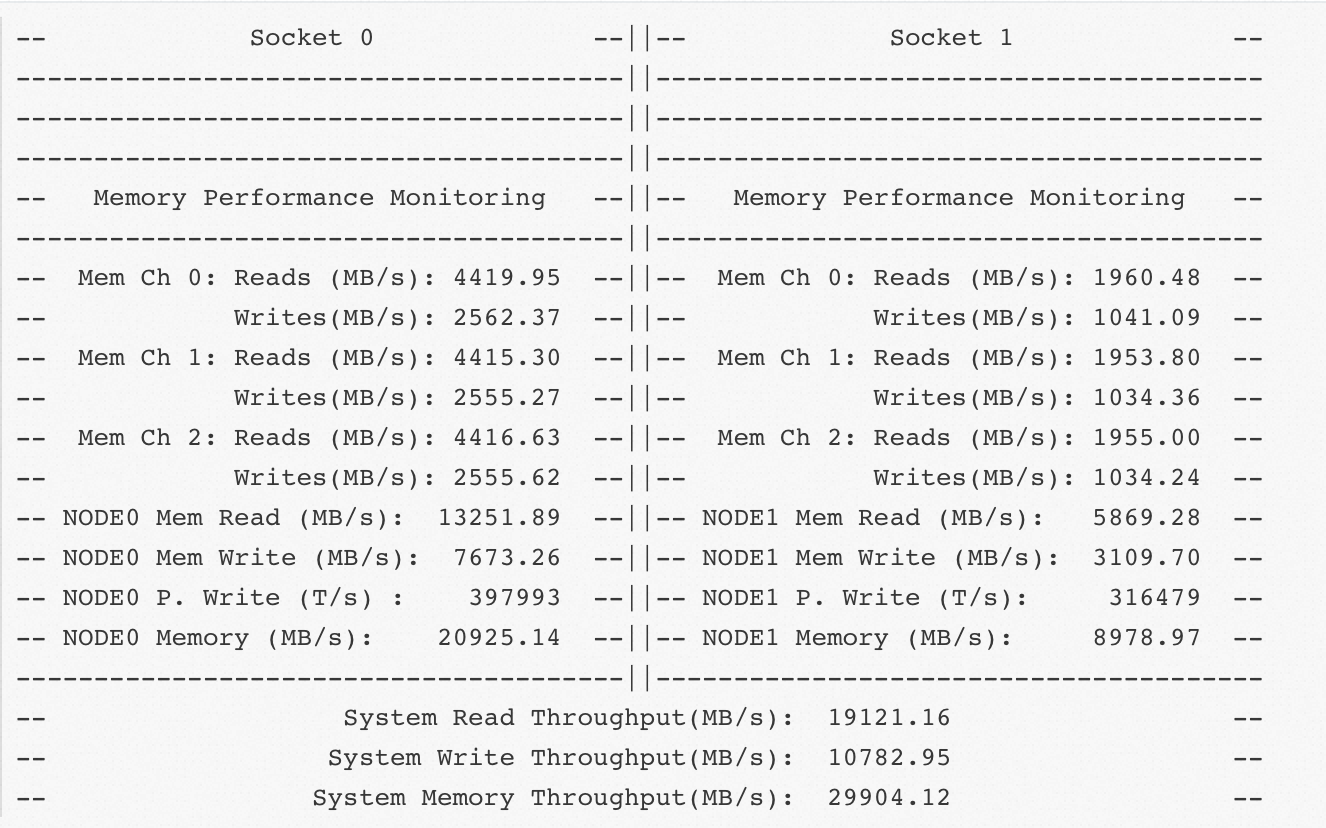 --             Socket 0              --||--             Socket 1              --
---------------------------------------||---------------------------------------
---------------------------------------||---------------------------------------
---------------------------------------||---------------------------------------
--   Memory Performance Monitoring   --||--   Memory Performance Monitoring   --
---------------------------------------||---------------------------------------
--  Mem Ch 0: Reads (MB/s): 4419.95  --||--  Mem Ch 0: Reads (MB/s): 1960.48  --
--            Writes(MB/s): 2562.37  --||--            Writes(MB/s): 1041.09  --
--  Mem Ch 1: Reads (MB/s): 4415.30  --||--  Mem Ch 1: Reads (MB/s): 1953.80  --
--            Writes(MB/s): 2555.27  --||--            Writes(MB/s): 1034.36  --
--  Mem Ch 2: Reads (MB/s): 4416.63  --||--  Mem Ch 2: Reads (MB/s): 1955.00  --
--            Writes(MB/s): 2555.62  --||--            Writes(MB/s): 1034.24  --
-- NODE0 Mem Read (MB/s):  13251.89  --||-- NODE1 Mem Read (MB/s):   5869.28  --
-- NODE0 Mem Write (MB/s):  7673.26  --||-- NODE1 Mem Write (MB/s):  3109.70  --
-- NODE0 P. Write (T/s) :    397993  --||-- NODE1 P. Write (T/s):     316479  --
-- NODE0 Memory (MB/s):    20925.14  --||-- NODE1 Memory (MB/s):     8978.97  --
---------------------------------------||---------------------------------------
--                   System Read Throughput(MB/s):  19121.16                  --
--                  System Write Throughput(MB/s):  10782.95                  --
--                 System Memory Throughput(MB/s):  29904.12                  --